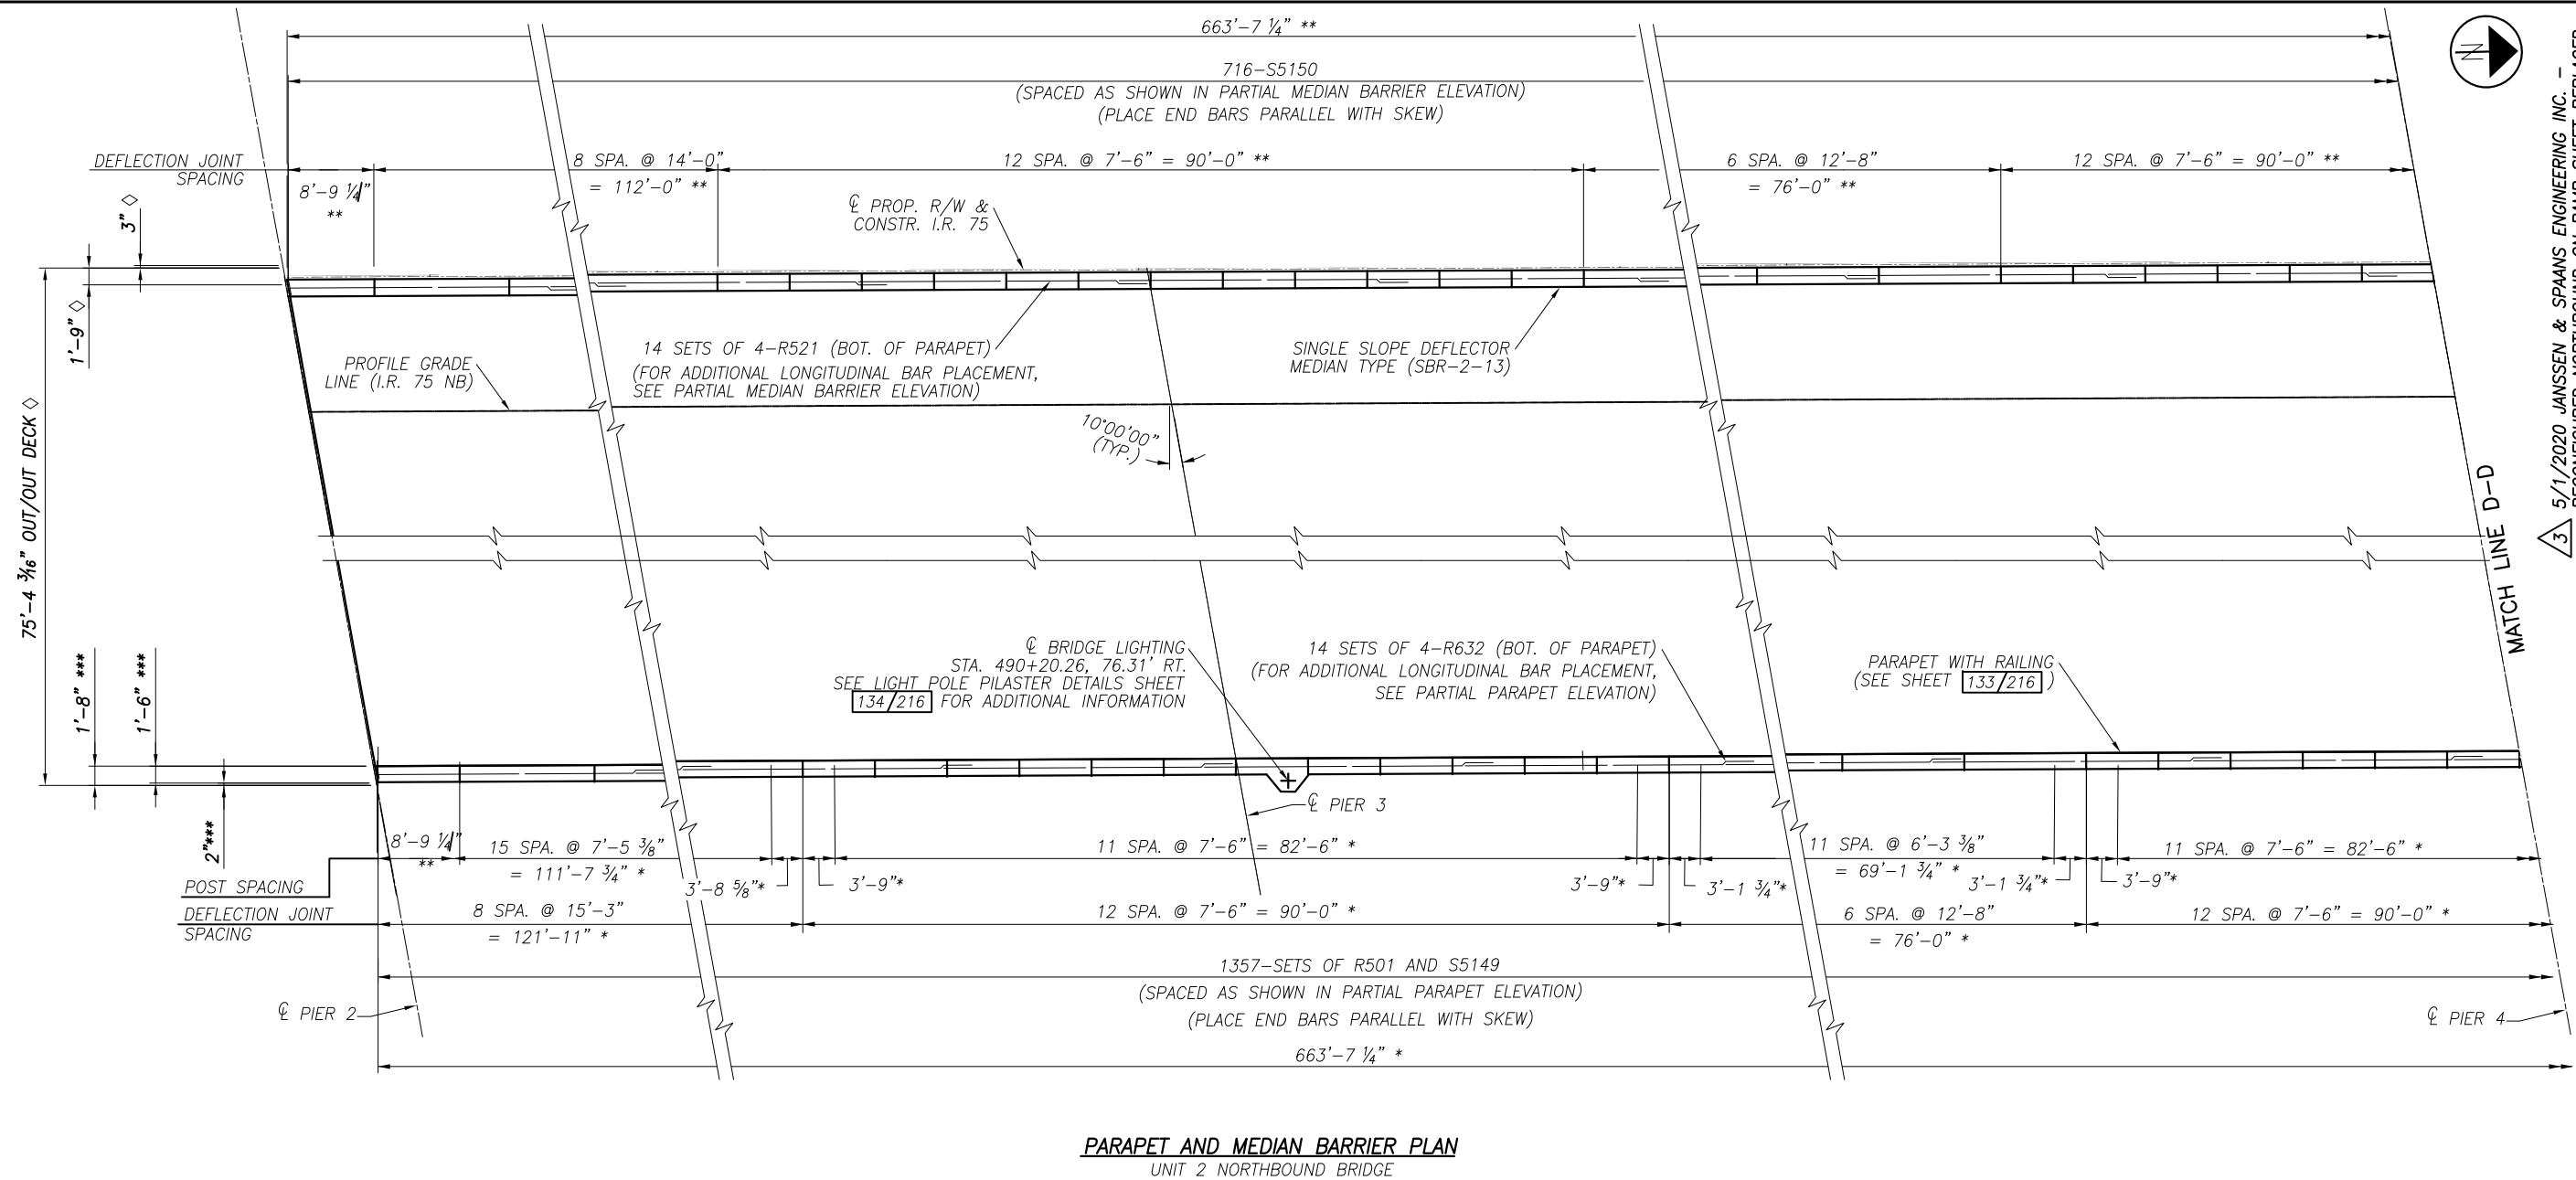 663'-7 1/4" **
716-S5150
(SPACED AS SHOWN IN PARTIAL MEDIAN BARRIER ELEVATION)
(PLACE END BARS PARALLEL WITH SKEW)
N
DEFLECTION JOINT
SPACING
8'-9 1/4"
**
8 SPA. @ 14'-0"
= 112'-0" **
12 SPA. @ 7'-6" = 90'-0" **
6 SPA. @ 12'-8"
= 76'-0" **
12 SPA. @ 7'-6" = 90'-0" **
3" ◇
1'-9" ◇
℄ PROP. R/W &
CONSTR. I.R. 75
PROFILE GRADE
LINE (I.R. 75 NB)
14 SETS OF 4-R521 (BOT. OF PARAPET)
(FOR ADDITIONAL LONGITUDINAL BAR PLACEMENT,
SEE PARTIAL MEDIAN BARRIER ELEVATION)
SINGLE SLOPE DEFLECTOR
MEDIAN TYPE (SBR-2-13)
10°00'00"
(TYP.)
75'-4 3/16" OUT/OUT DECK ◇
MATCH LINE D-D
3
5/1/2020 JANSSEN & SPAANS ENGINEERING INC. -
RECONFIGURED NORTHBOUND ON RAMP SHEET REPLACED
1'-8" ***
1'-6" ***
2"***
℄ BRIDGE LIGHTING
STA. 490+20.26, 76.31' RT.
SEE LIGHT POLE PILASTER DETAILS SHEET
134/216 FOR ADDITIONAL INFORMATION
14 SETS OF 4-R632 (BOT. OF PARAPET)
(FOR ADDITIONAL LONGITUDINAL BAR PLACEMENT,
SEE PARTIAL PARAPET ELEVATION)
PARAPET WITH RAILING
(SEE SHEET 133/216 )
℄ PIER 3
POST SPACING
8'-9 1/4"
**
15 SPA. @ 7'-5 3/8"
= 111'-7 3/4" *
3'-8 5/8"*
3'-9"*
11 SPA. @ 7'-6" = 82'-6" *
3'-9"*
3'-1 3/4"*
11 SPA. @ 6'-3 3/8"
= 69'-1 3/4" *
3'-1 3/4"*
3'-9"*
11 SPA. @ 7'-6" = 82'-6" *
DEFLECTION JOINT
SPACING
8 SPA. @ 15'-3"
= 121'-11" *
12 SPA. @ 7'-6" = 90'-0" *
6 SPA. @ 12'-8"
= 76'-0" *
12 SPA. @ 7'-6" = 90'-0" *
1357-SETS OF R501 AND S5149
(SPACED AS SHOWN IN PARTIAL PARAPET ELEVATION)
(PLACE END BARS PARALLEL WITH SKEW)
℄ PIER 2
℄ PIER 4
663'-7 1/4" *
PARAPET AND MEDIAN BARRIER PLAN
UNIT 2 NORTHBOUND BRIDGE